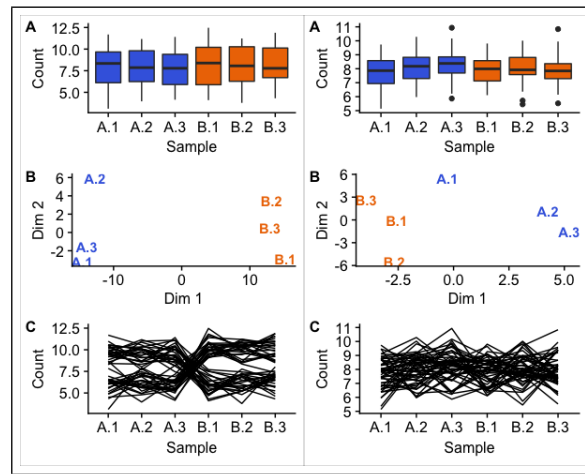 A
12.5
10.0
7.5
5.0
Count
A.1 A.2 A.3 B.1 B.2 B.3
Sample
B
6
4
2
0
-2
Dim 2
A.2
B.2
B.3
A.3
A.1
B.1
-10 0 10
Dim 1
C
12.5
10.0
7.5
5.0
Count
A.1 A.2 A.3 B.1 B.2 B.3
Sample
A
11
10
9
8
7
6
5
Count
A.1 A.2 A.3 B.1 B.2 B.3
Sample
B
6
3
0
-3
-6
Dim 2
A.1
B.3
A.2
B.1
A.3
B.2
-2.5 0.0 2.5 5.0
Dim 1
C
11
10
9
8
7
6
5
Count
A.1 A.2 A.3 B.1 B.2 B.3
Sample